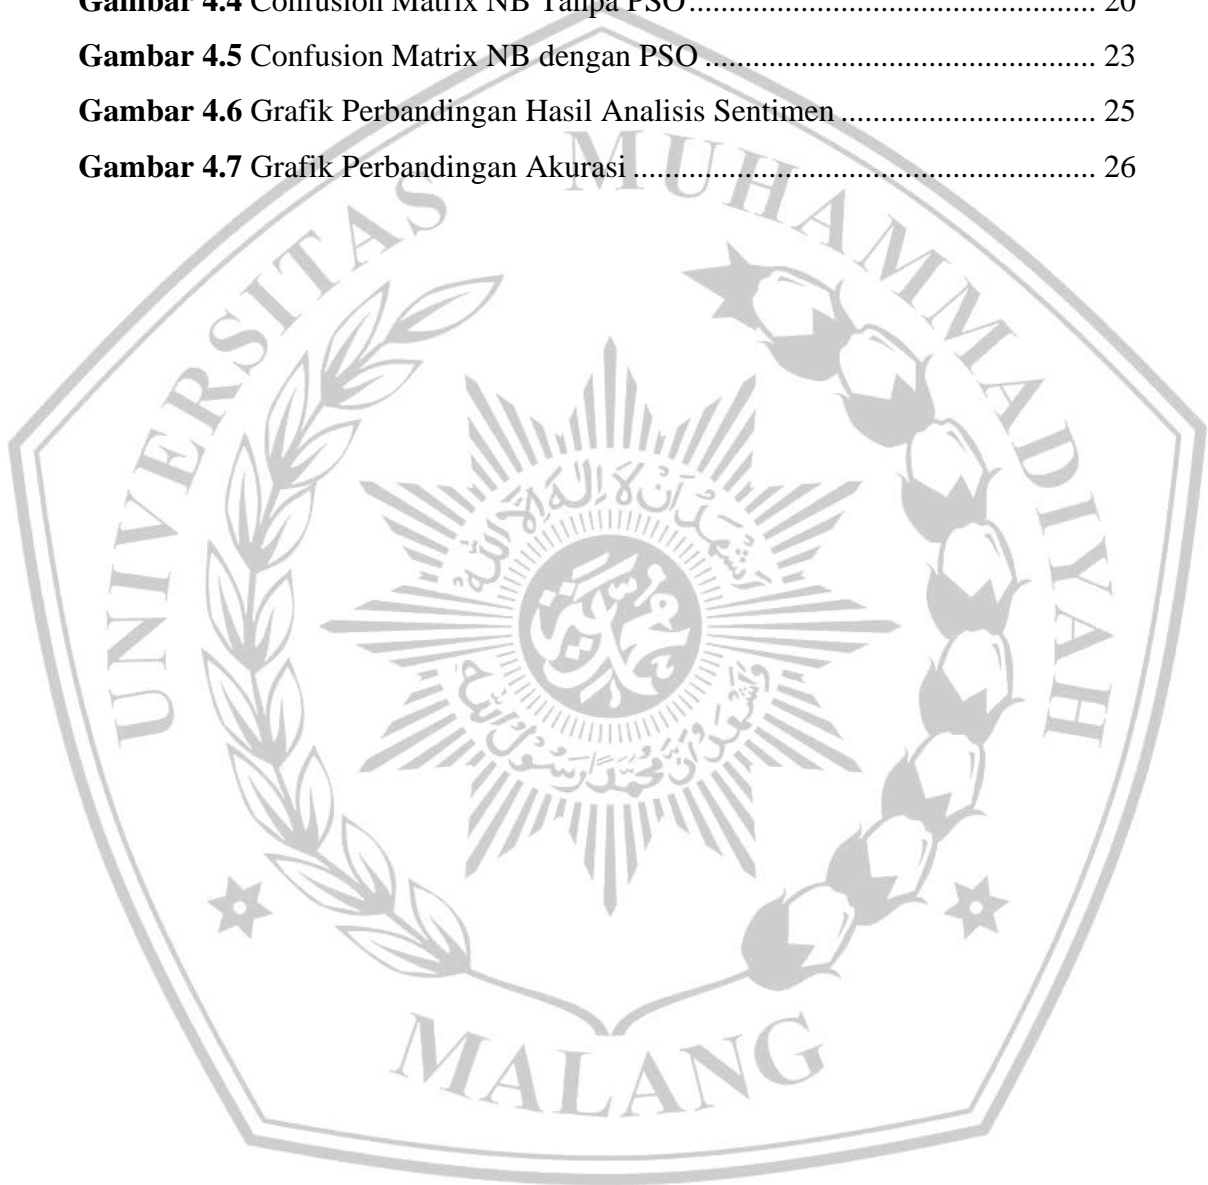 Gambar 4.4 Confusion Matrix NB Tanpa PSO.................................................... 20
Gambar 4.5 Confusion Matrix NB dengan PSO ................................................. 23
Gambar 4.6 Grafik Perbandingan Hasil Analisis Sentimen ................................ 25
Gambar 4.7 Grafik Perbandingan Akurasi .......................................................... 26
UNIVERSITAS MUHAMMADIYAH
MALANG